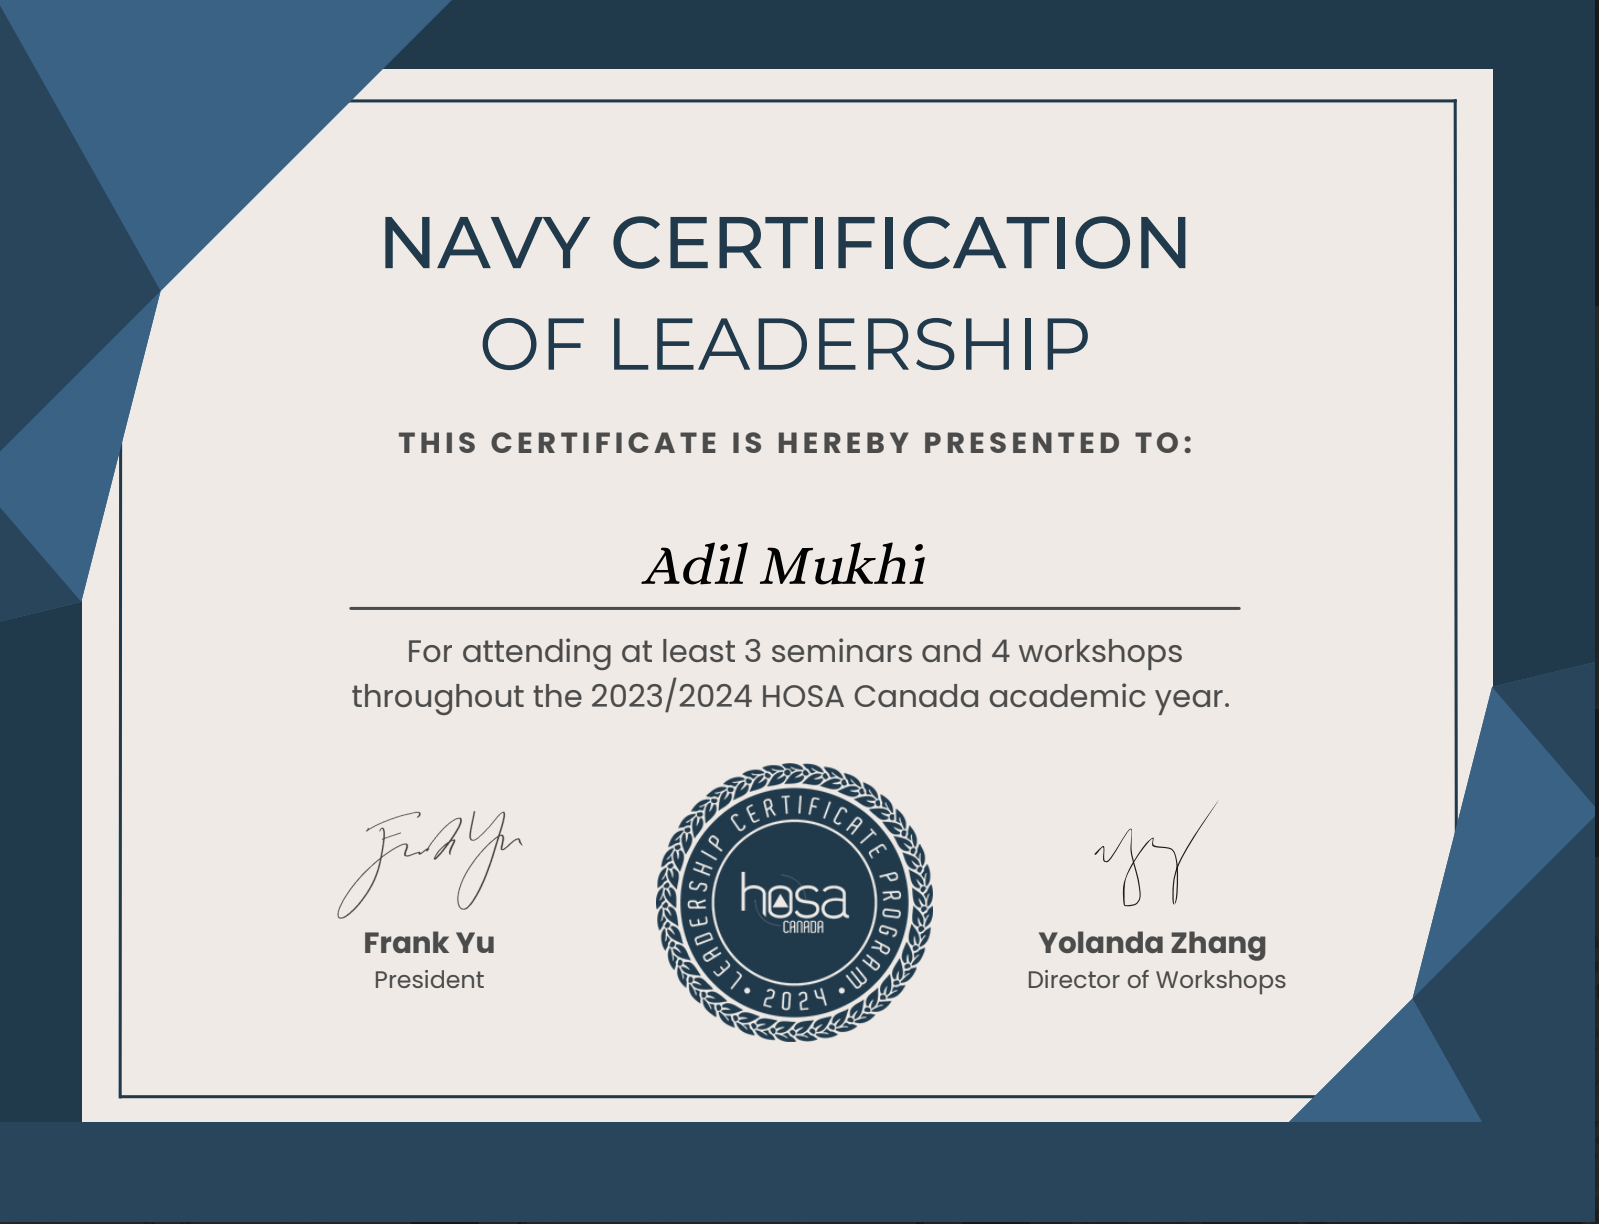 NAVY CERTIFICATION
OF LEADERSHIP
THIS CERTIFICATE IS HEREBY PRESENTED TO:
Adil Mukhi
For attending at least 3 seminars and 4 workshops
throughout the 2023/2024 HOSA Canada academic year.
Frank Yu
Frank Yu
President
LEADERSHIP CERTIFICATE PROGRAM
hosa
CANADA
• 2024 •
Yolanda Zhang
Director of Workshops